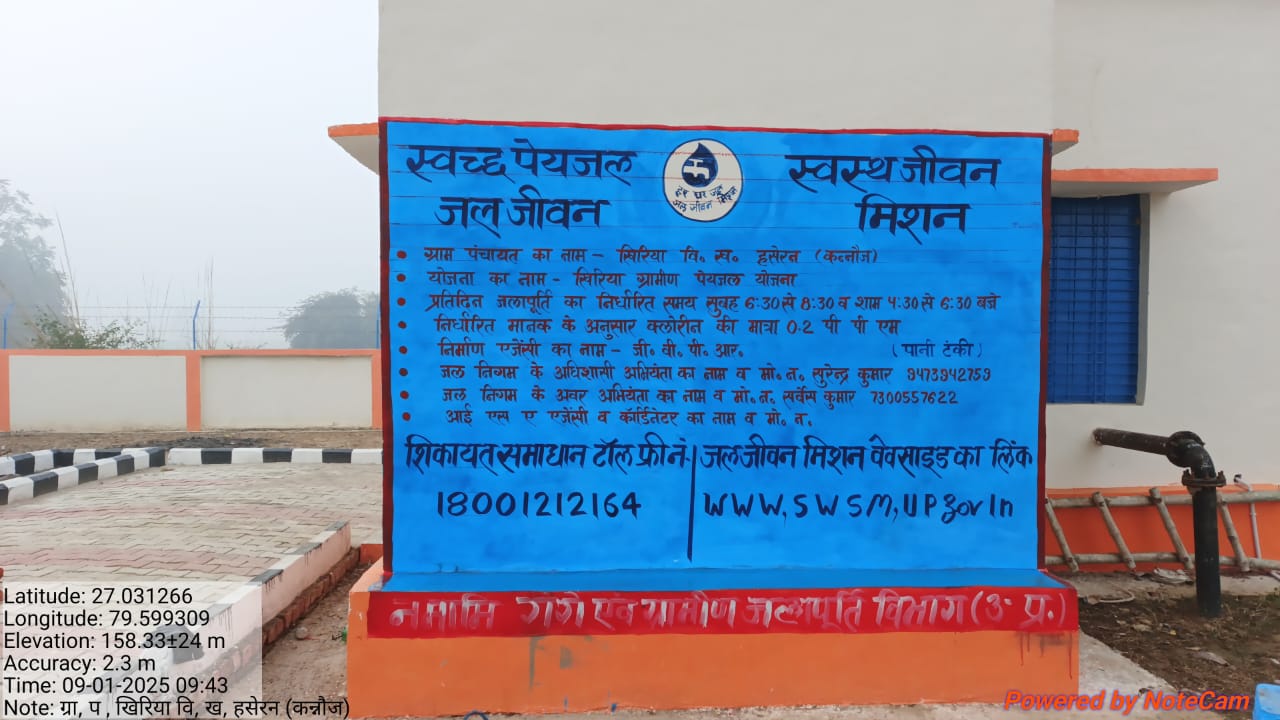 स्वच्छ पेयजल स्वस्थ जीवन
जल जीवन मिशन
हर घर जल
जल जीवन मिशन
• ग्राम पंचायत का नाम - खिरिया वि॰ ख॰ हसेरन (कन्नौज)
• योजना का नाम - खिरिया ग्रामीण पेयजल योजना
• प्रतिदिन जलापूर्ति का निर्धारित समय सुबह 6:30 से 8:30 व शाम 4:30 से 6:30 बजे
• निर्धारित मानक के अनुसार क्लोरीन की मात्रा 0.2 पी पी एम
• निर्माण एजेंसी का नाम - जी॰ वी॰ पी॰ आर॰ (पानी टंकी)
• जल निगम के अधिशासी अभियंता का नाम व मो॰ न॰ सुरेन्द्र कुमार 9473942759
• जल निगम के अवर अभियंता का नाम व मो॰ न॰ सर्वेस कुमार 7300557622
• आई एस ए एजेंसी व कॉर्डिनेटर का नाम व मो॰ न॰
शिकायत समाधान टॉल फ्री नं॰ जल जीवन मिशन वेवसाइड का लिंक
18001212164 WWW, SWSM, UP gov In
नमामि गंगे एवं ग्रामीण जलापूर्ति विभाग (उ॰ प्र॰)
Latitude: 27.031266
Longitude: 79.599309
Elevation: 158.33±24 m
Accuracy: 2.3 m
Time: 09-01-2025 09:43
Note: ग्रा, प , खिरिया वि, ख, हसेरन (कन्नौज)
Powered by NoteCam